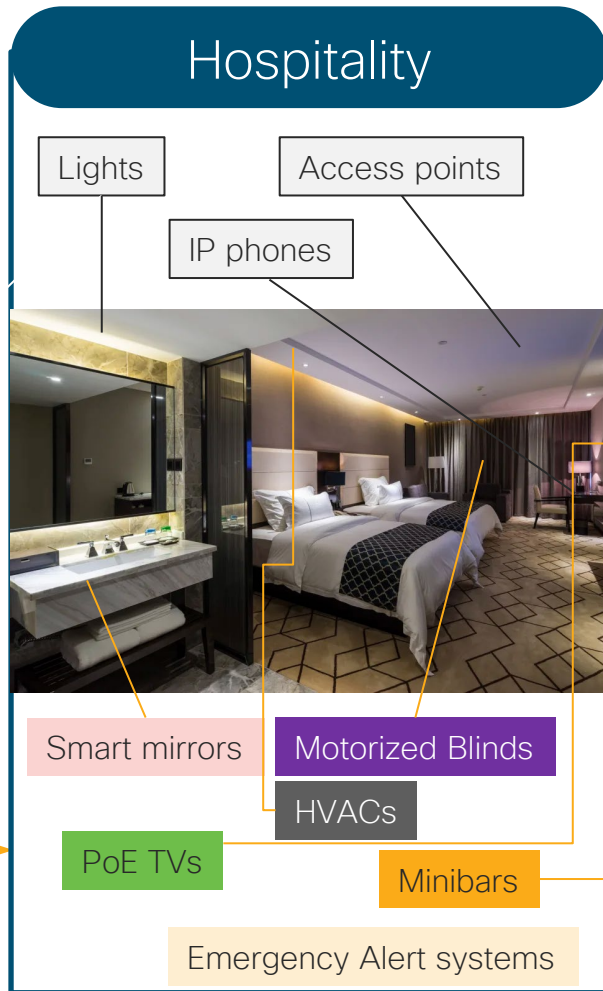 Hospitality
Lights
Access points
IP phones
Smart mirrors
Motorized Blinds
HVACs
PoE TVs
Minibars
Emergency Alert systems